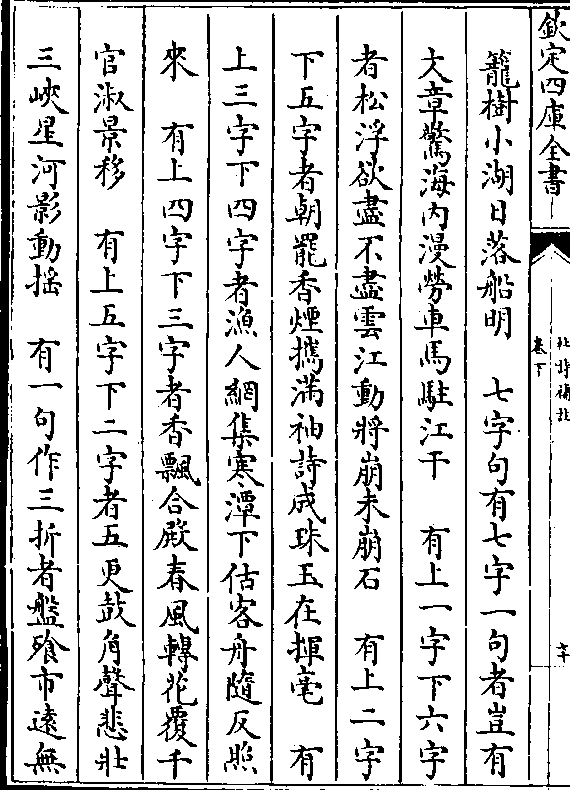 欽定四庫全書
杜詩
卷下
籠樹小湖日落船明　七字句有七字一句者豈有
文章驚海內漫勞車馬駐江干　有上一字下六字
者松浮欲盡不盡雲江動將崩未崩石　有上二字
下五字者朝罷香煙攜滿袖詩成珠玉在揮毫　有
上三字下四字者漁人網集寒潭下估客舟隨反照
來　有上四字下三字者香飄合殿春風轉花覆千
官淑景移　有上五字下二字者五更鼓角聲悲壯
三峽星河影動搖　有一句作三折者盤飱市遠無